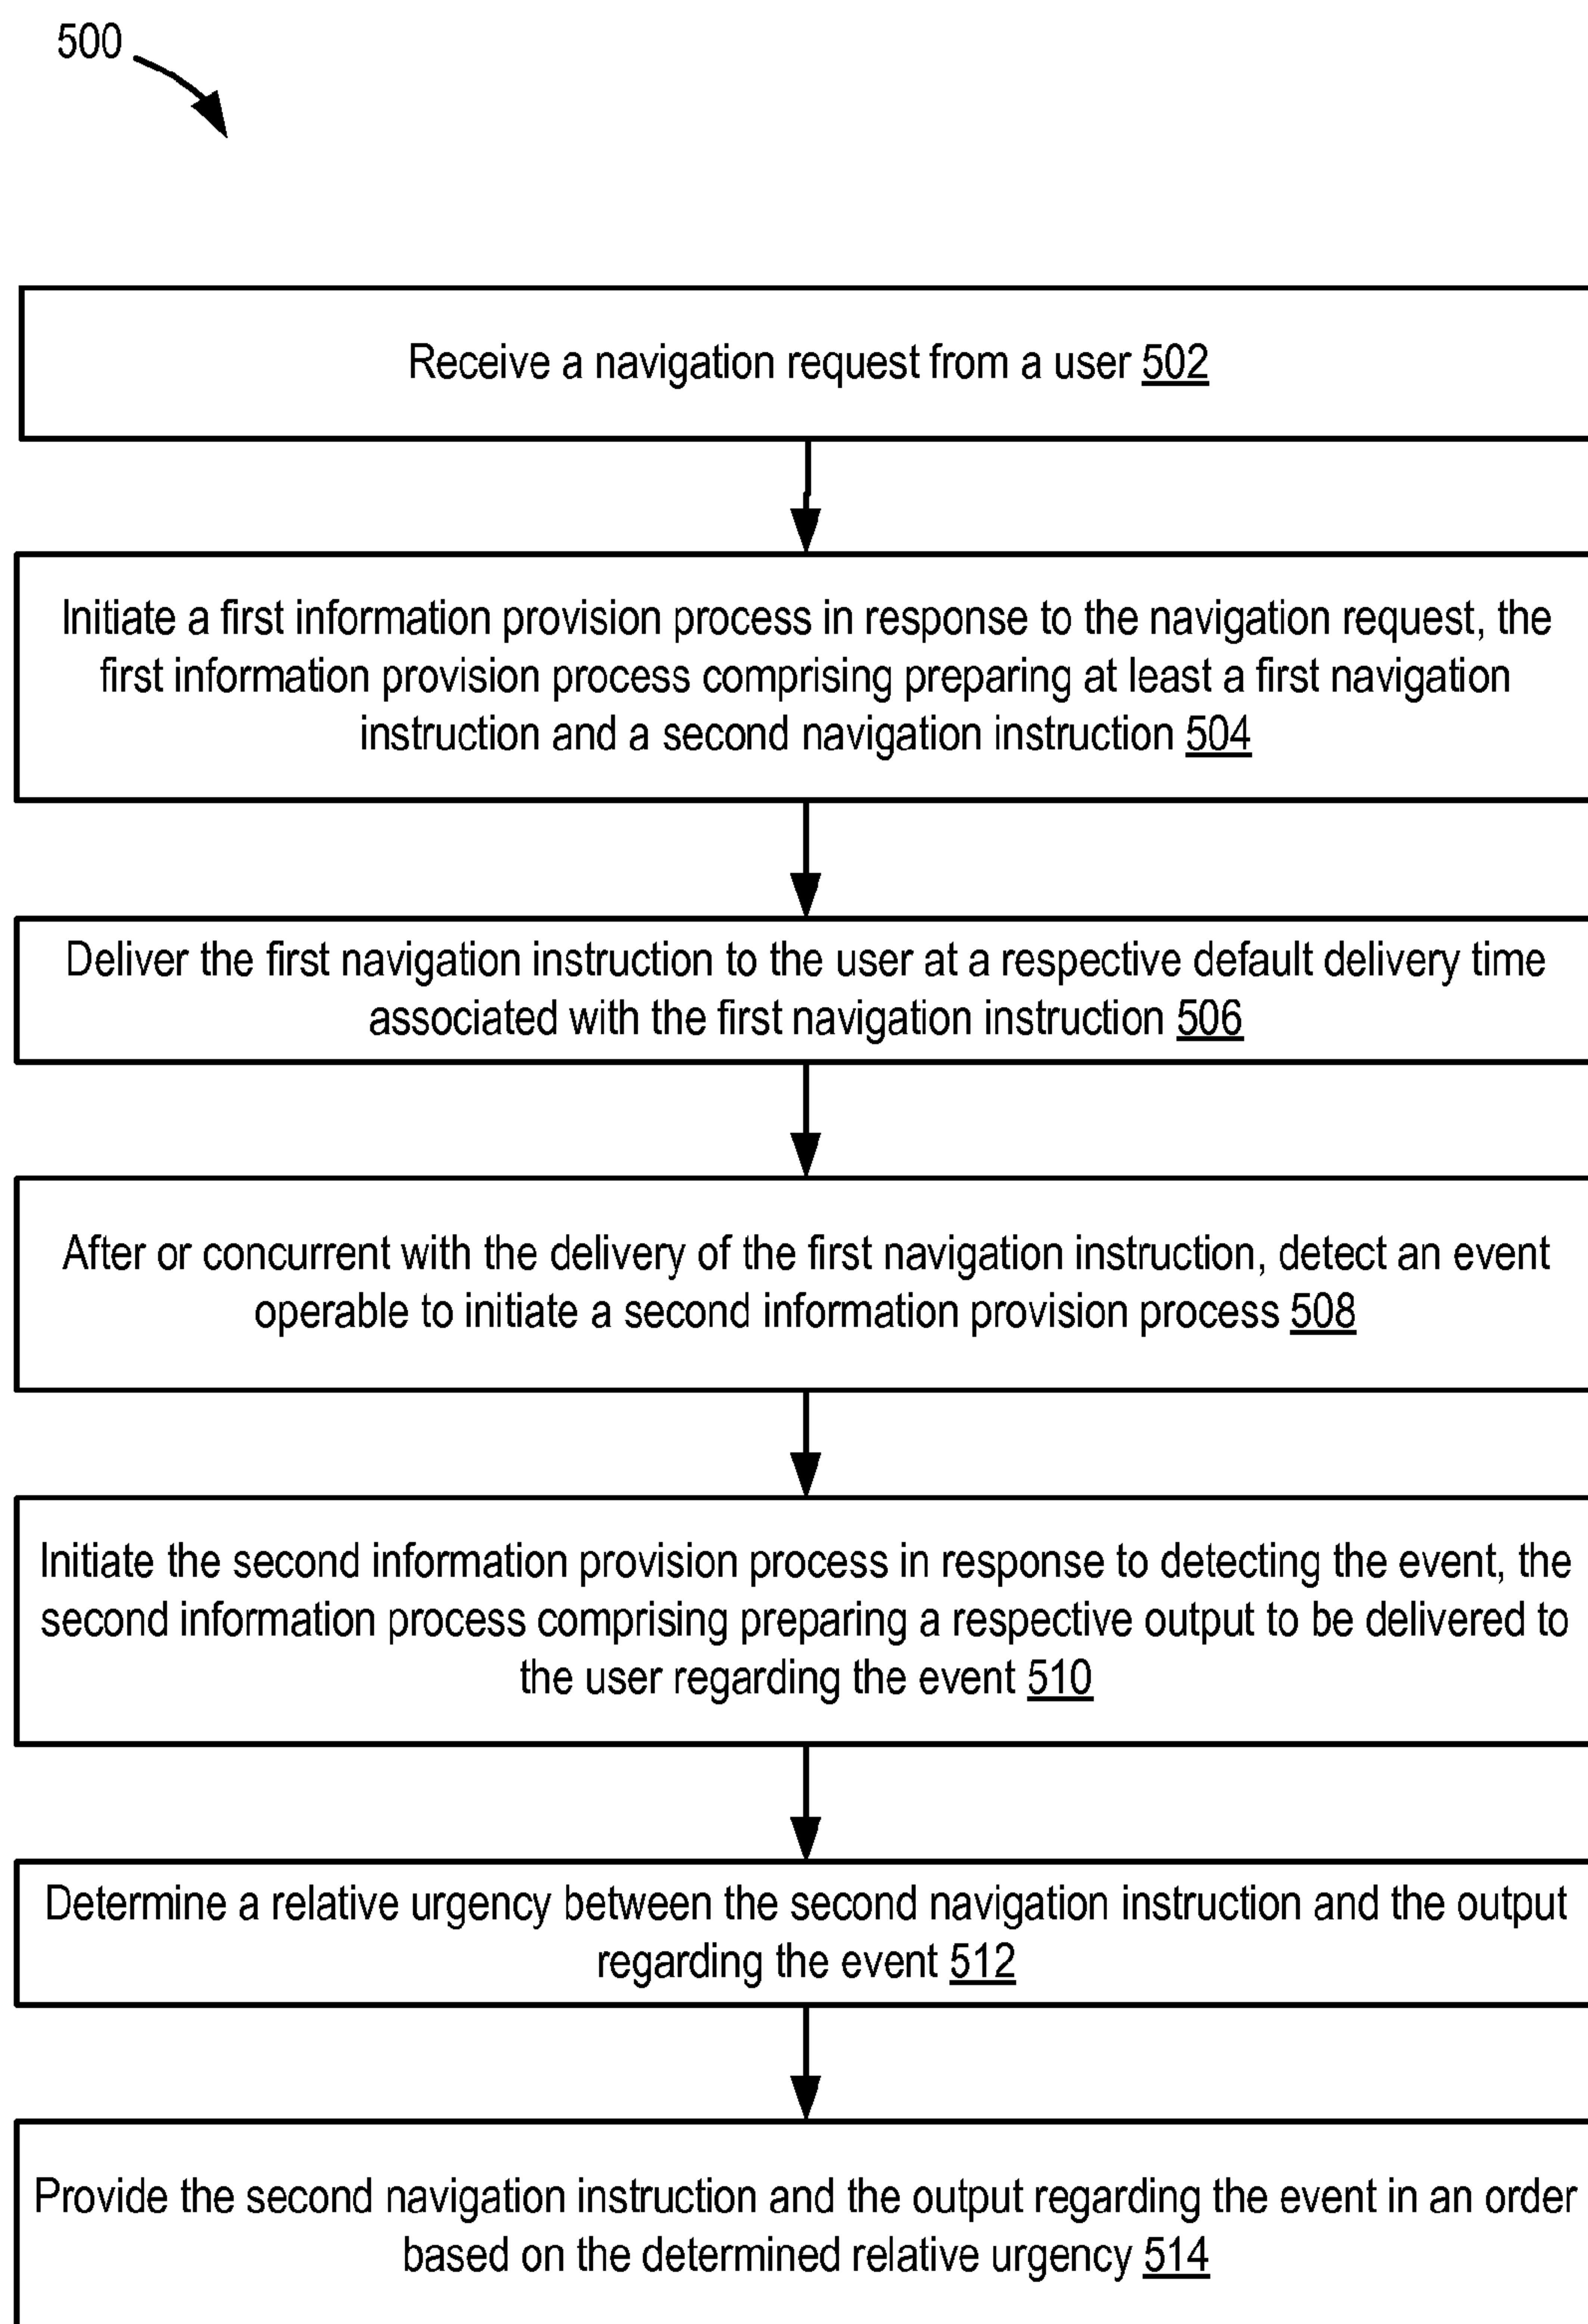 500
Receive a navigation request from a user 502
Initiate a first information provision process in response to the navigation request, the
first information provision process comprising preparing at least a first navigation
instruction and a second navigation instruction 504
Deliver the first navigation instruction to the user at a respective default delivery time
associated with the first navigation instruction 506
After or concurrent with the delivery of the first navigation instruction, detect an event
operable to initiate a second information provision process 508
Initiate the second information provision process in response to detecting the event, the
second information process comprising preparing a respective output to be delivered to
the user regarding the event 510
Determine a relative urgency between the second navigation instruction and the output
regarding the event 512
Provide the second navigation instruction and the output regarding the event in an order
based on the determined relative urgency 514